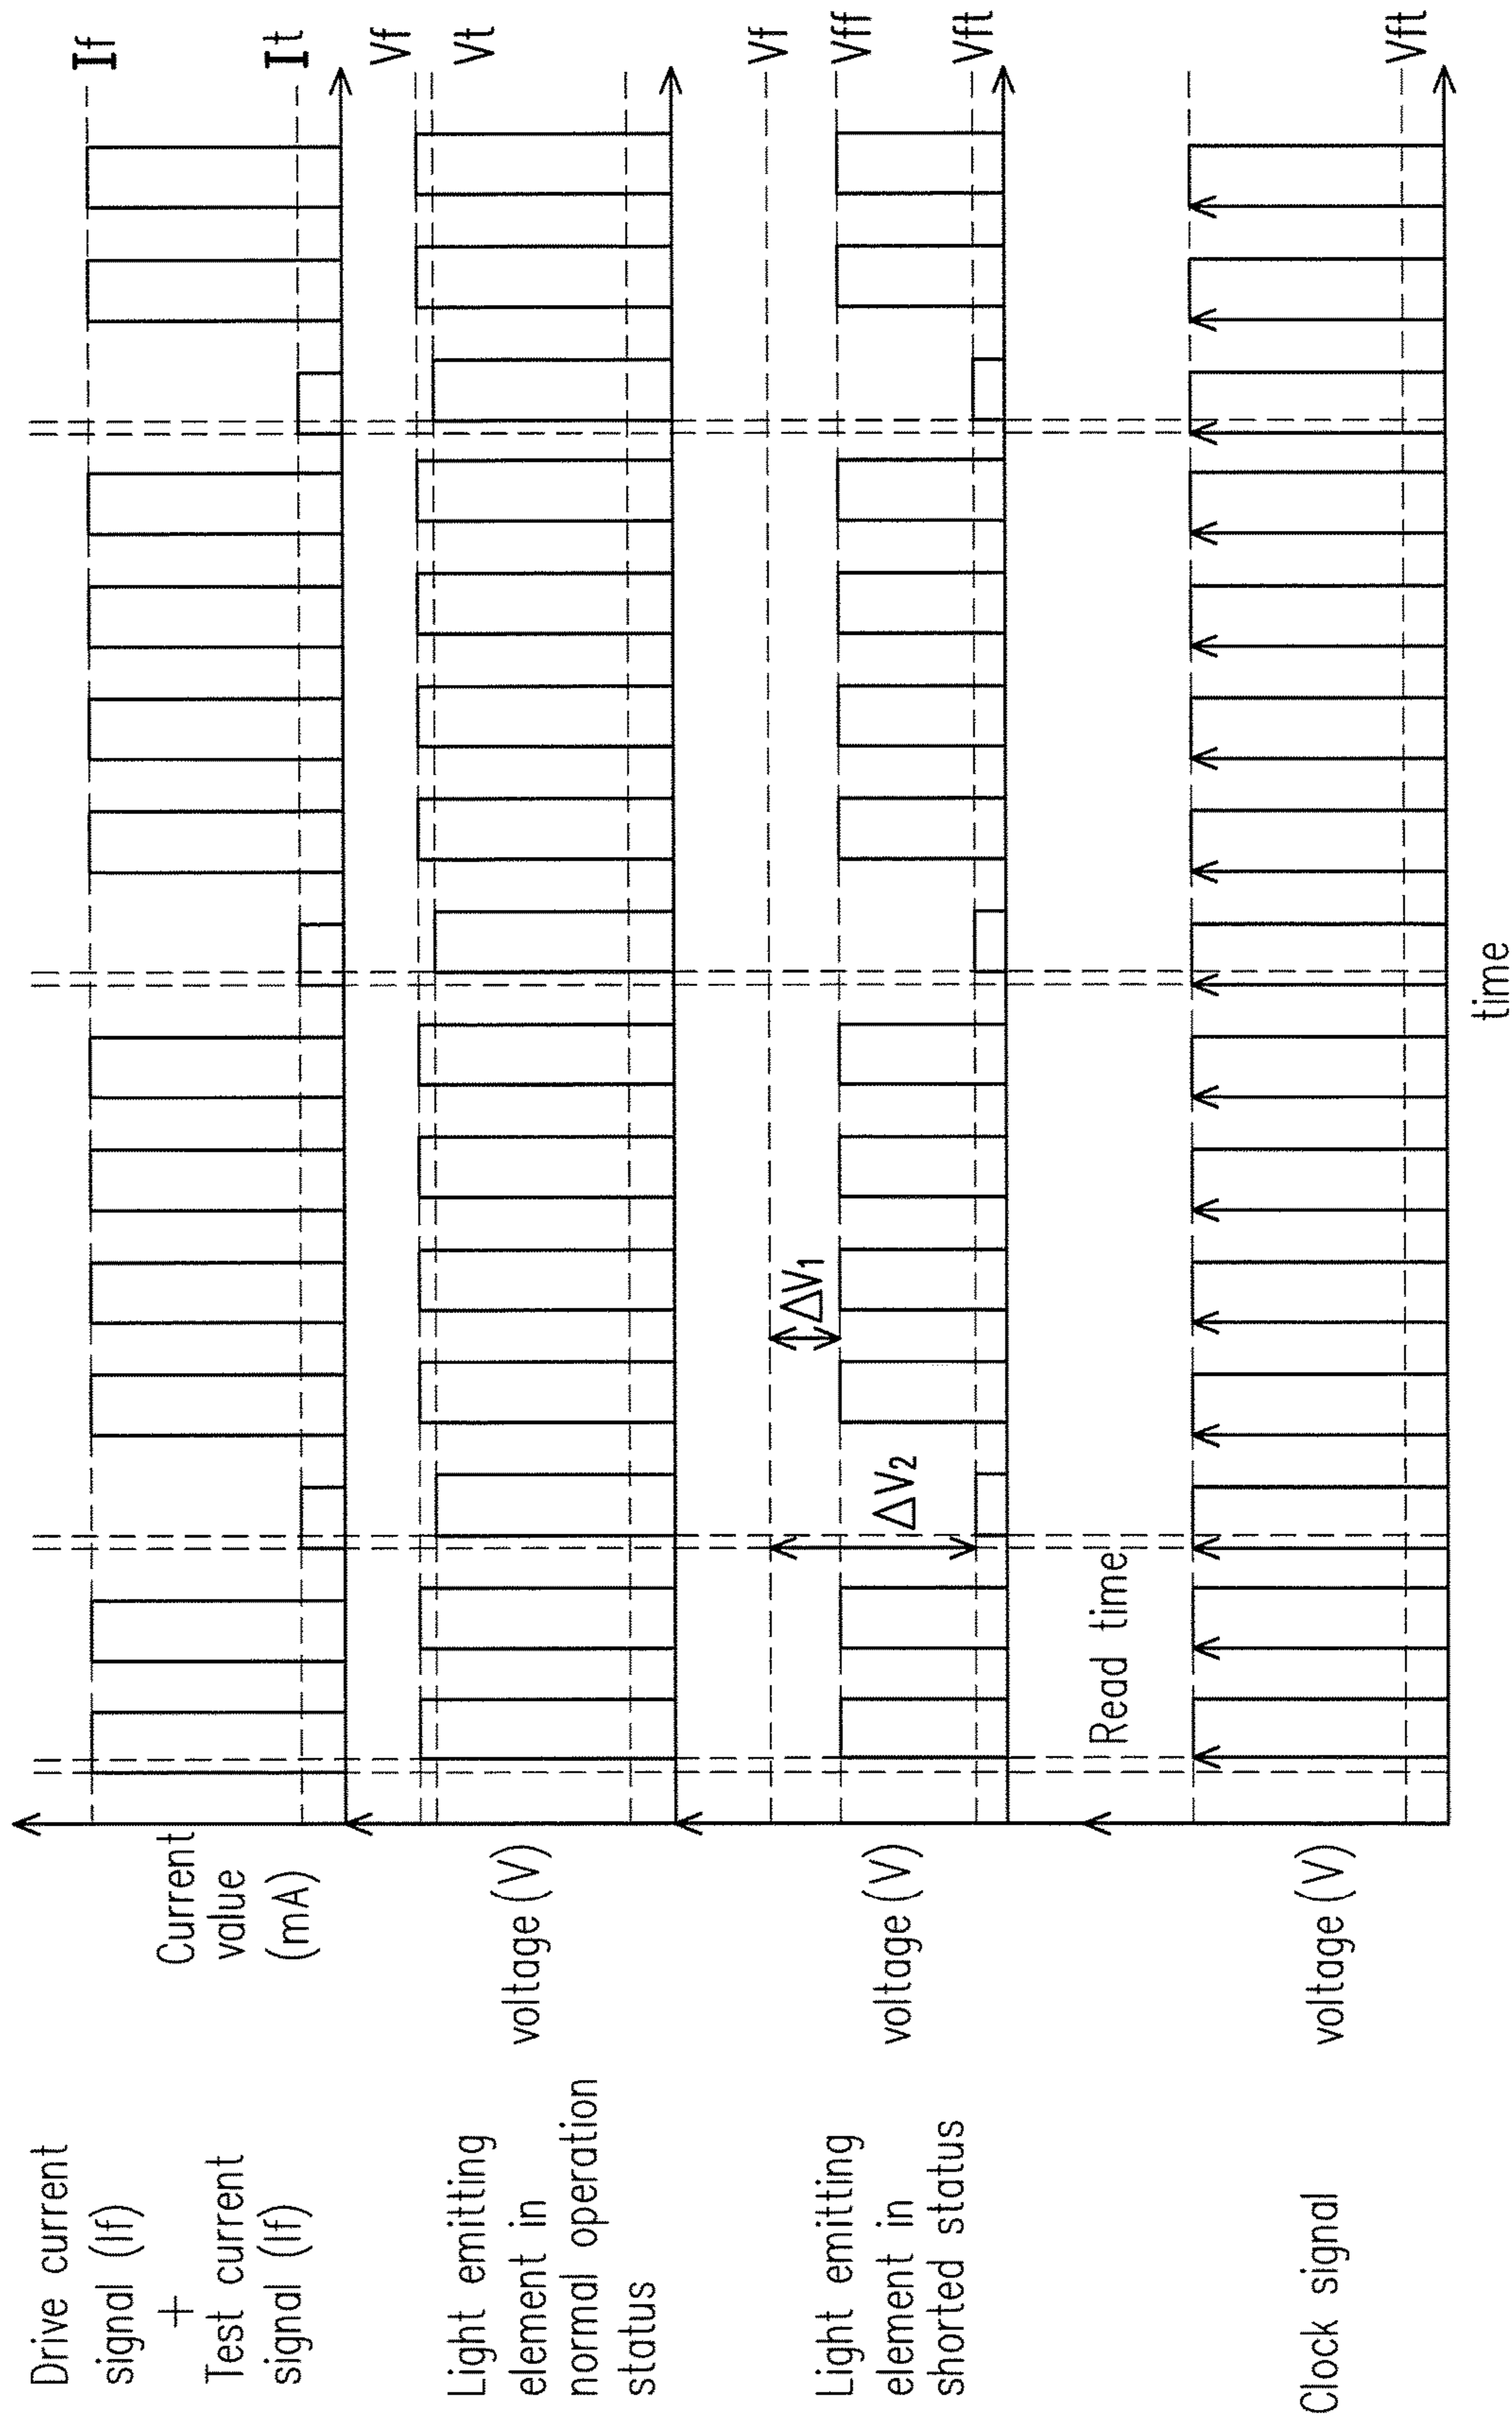 Drive current
signal (If)
+
Test current
signal (If)
Current
value
(mA)
If
It
Light emitting
element in
normal operation
status
voltage (V)
Vf
Vt
Light emitting
element in
shorted status
voltage (V)
ΔV2
ΔV1
Vf
Vff
Vft
Read time
Clock signal
voltage (V)
Vft
time